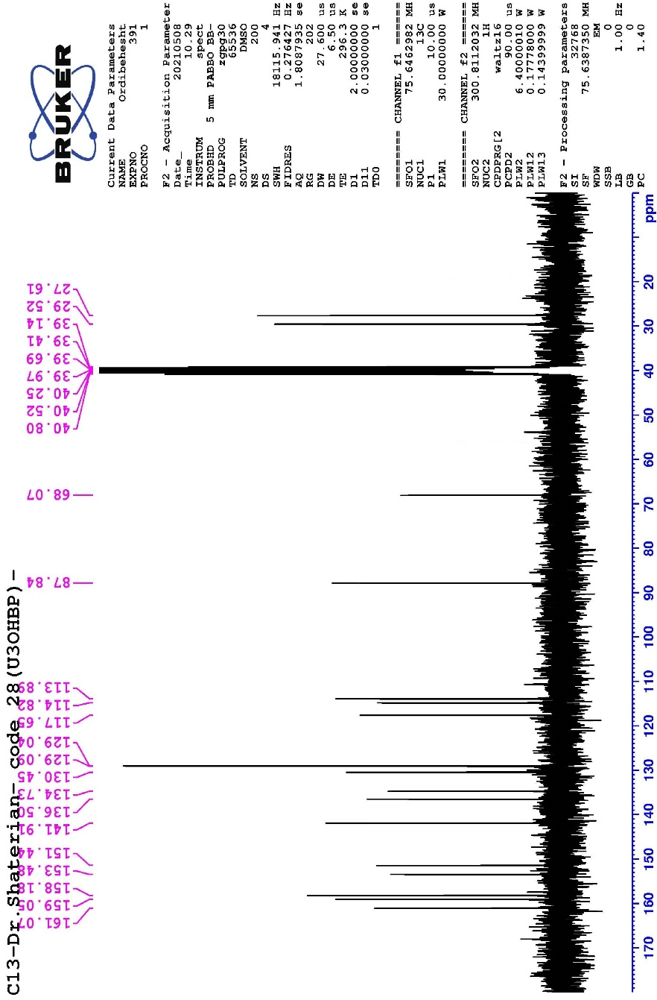 C13-Dr.Shaterian- code 28(U3OHBP)-
161.07
159.05
158.18
153.48
151.44
141.91
136.50
134.73
130.45
129.09
129.04
117.65
114.82
113.89
87.84
68.07
40.80
40.52
40.25
39.97
39.69
39.41
39.14
29.52
27.61
BRUKER
Current Data Parameters
NAME Ordibehesht
EXPNO 391
PROCNO 1
F2 - Acquisition Parameter
Date_ 20210508
Time 10.29
INSTRUM spect
PROBHD 5 mm PABBO BB-
PULPROG zgpg30
TD 65536
SOLVENT DMSO
NS 200
DS 4
SWH 18115.941 Hz
FIDRES 0.276427 Hz
AQ 1.8087935 se
RG 202
DW 27.600 us
DE 6.50 us
TE 296.3 K
D1 2.00000000 se
D11 0.03000000 se
TD0 1
======== CHANNEL f1 ======
SFO1 75.6462982 MH
NUC1 13C
P1 10.00 us
PLW1 30.00000000 W
======== CHANNEL f2 ======
SFO2 300.8112032 MH
NUC2 1H
CPDPRG[2 waltz16
PCPD2 90.00 us
PLW2 6.40000010 W
PLW12 0.17778000 W
PLW13 0.14399999 W
F2 - Processing parameters
SI 32768
SF 75.6387350 MH
WDW EM
SSB 0
LB 1.00 Hz
GB 0
PC 1.40
170 160 150 140 130 120 110 100 90 80 70 60 50 40 30 20 ppm